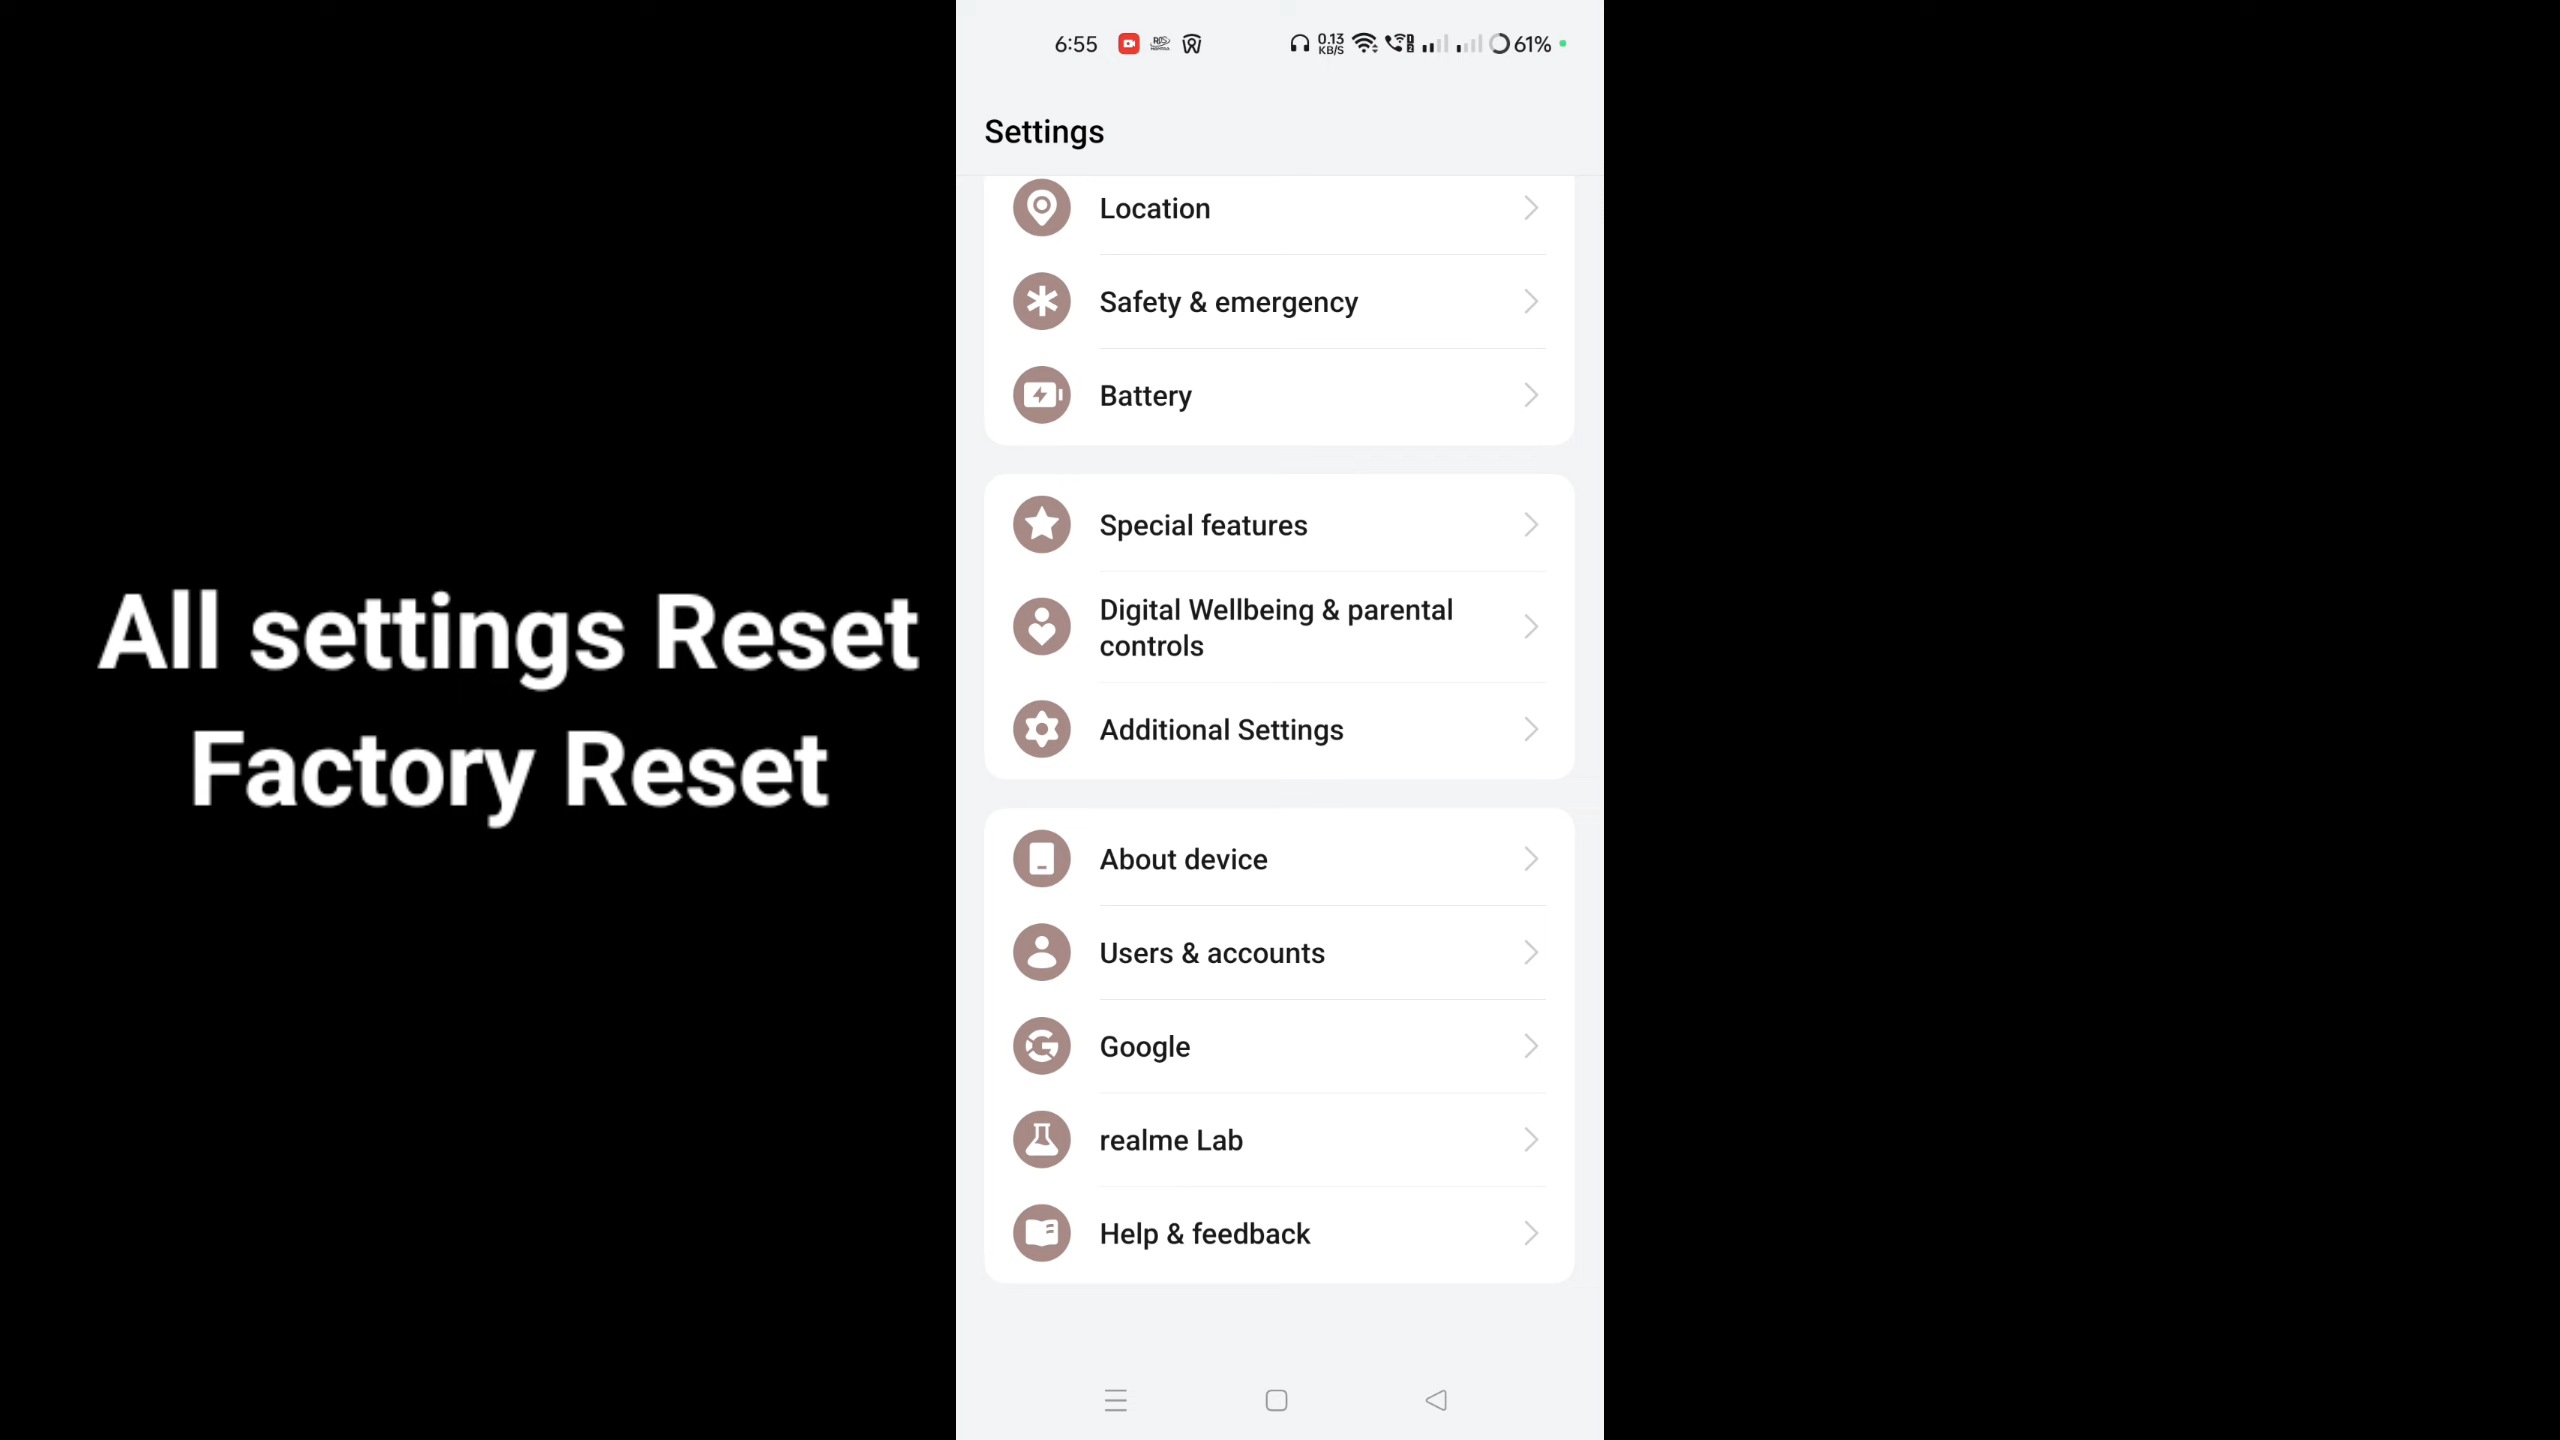 6:55
0.13
KB/S
61%
Settings
Location
Safety & emergency
Battery
Special features
Digital Wellbeing & parental
controls
Additional Settings
About device
Users & accounts
Google
realme Lab
Help & feedback
All settings Reset
Factory Reset